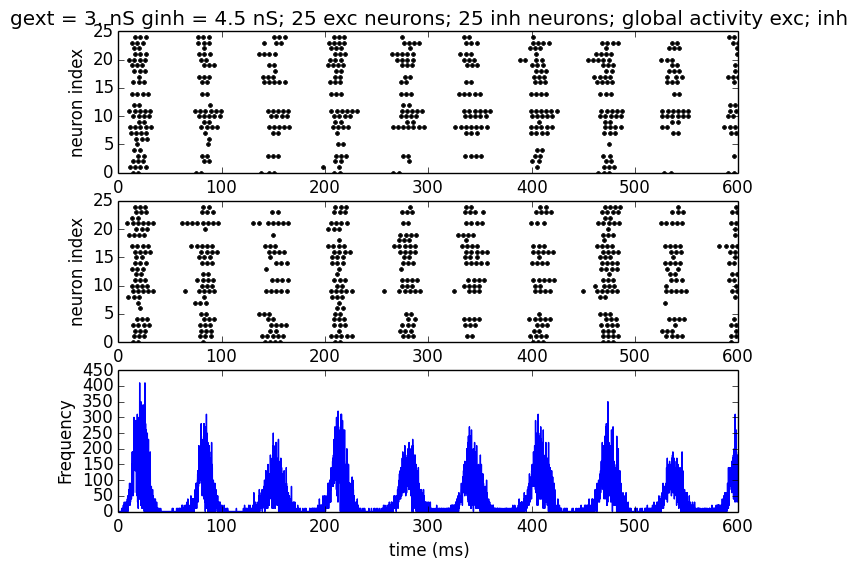 gext = 3, nS ginh = 4.5 nS; 25 exc neurons; 25 inh neurons; global activity exc; inh
25
20
15
10
5
0
neuron index
0 100 200 300 400 500 600
25
20
15
10
5
0
neuron index
0 100 200 300 400 500 600
450
400
350
300
250
200
150
100
50
0
Frequency
0 100 200 300 400 500 600
time (ms)